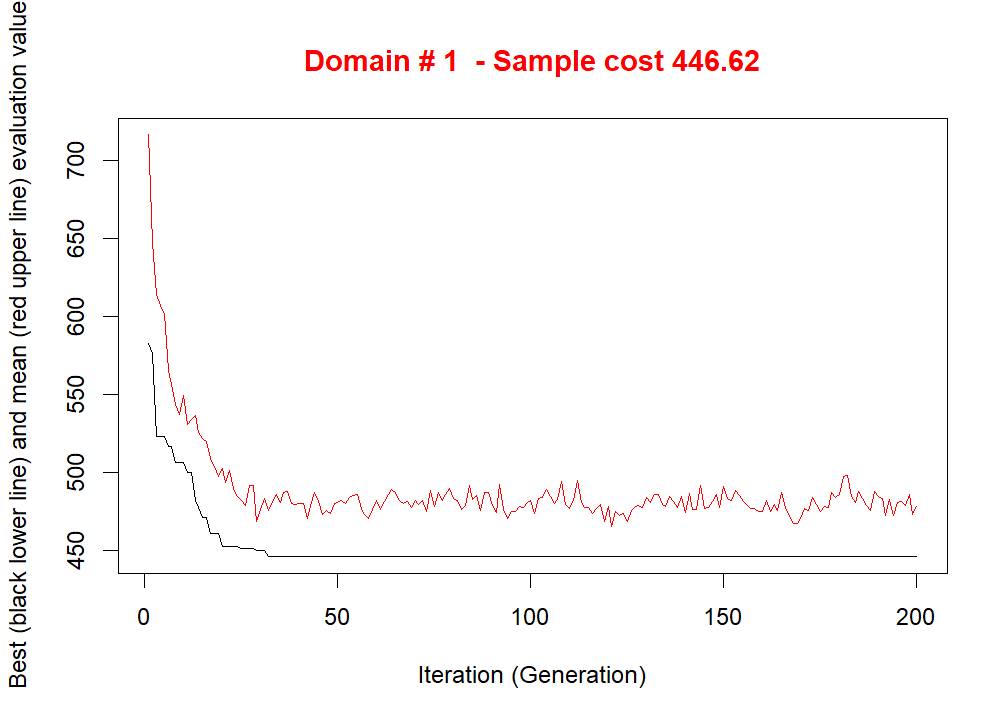 Domain # 1 - Sample cost 446.62
Best (black lower line) and mean (red upper line) evaluation value
700
650
600
550
500
450
0 50 100 150 200
Iteration (Generation)